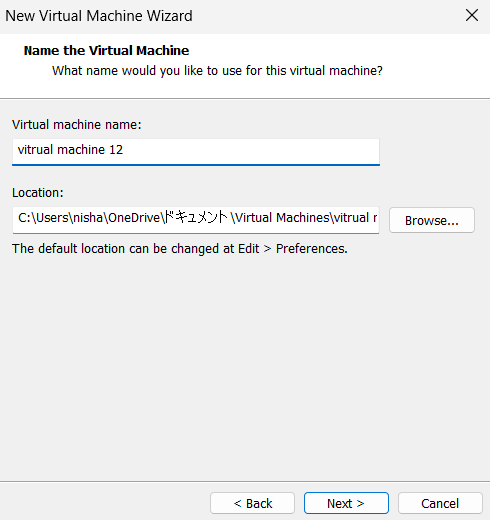 New Virtual Machine Wizard
Name the Virtual Machine
What name would you like to use for this virtual machine?
Virtual machine name:
vitrual machine 12
Location:
C:\Users\nisha\OneDrive\ドキュメント\Virtual Machines\vitrual r
Browse...
The default location can be changed at Edit > Preferences.
< Back
Next >
Cancel